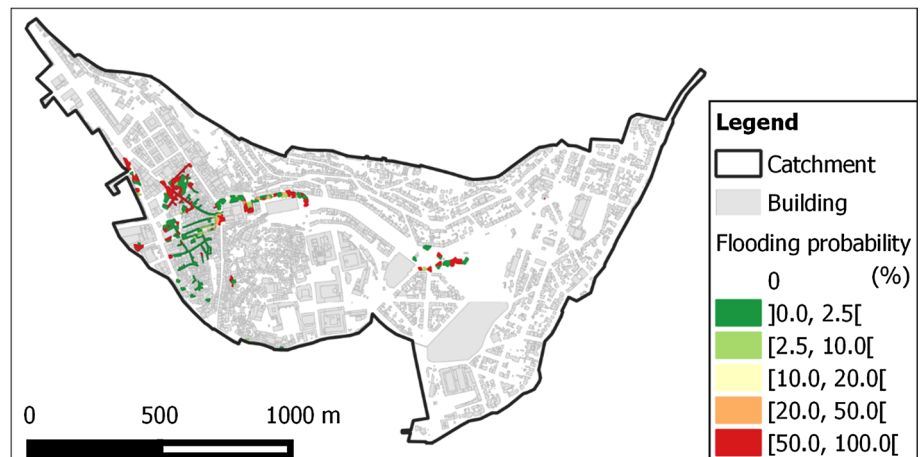 Legend
Catchment
Building
Flooding probability
0 (%)
]0.0, 2.5[
[2.5, 10.0[
[10.0, 20.0[
[20.0, 50.0[
[50.0, 100.0[
0 500 1000 m